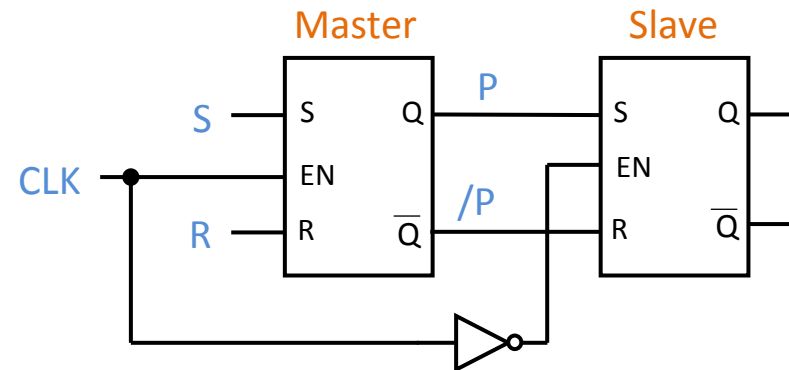 Master Slave
P
S S Q S Q
EN
CLK EN
/P
R R Q̅ R Q̅